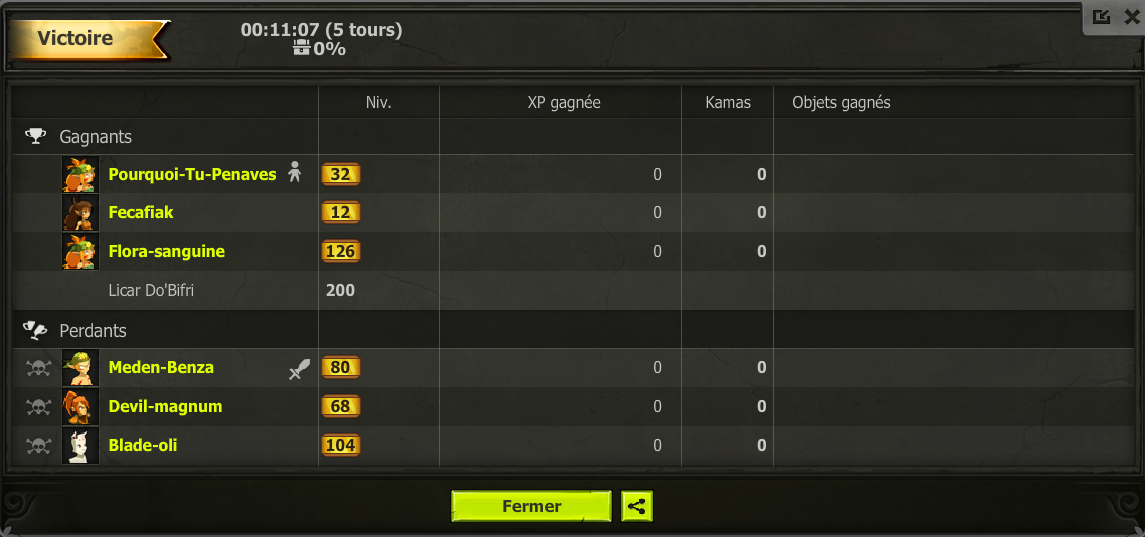 Victoire
00:11:07 (5 tours)
0%
Niv. XP gagnée Kamas Objets gagnés
Gagnants
Pourquoi-Tu-Penaves 32 0 0
Fecafiak 12 0 0
Flora-sanguine 126 0 0
Licar Do'Bifri 200
Perdants
Meden-Benza 80 0 0
Devil-magnum 68 0 0
Blade-oli 104 0 0
Fermer